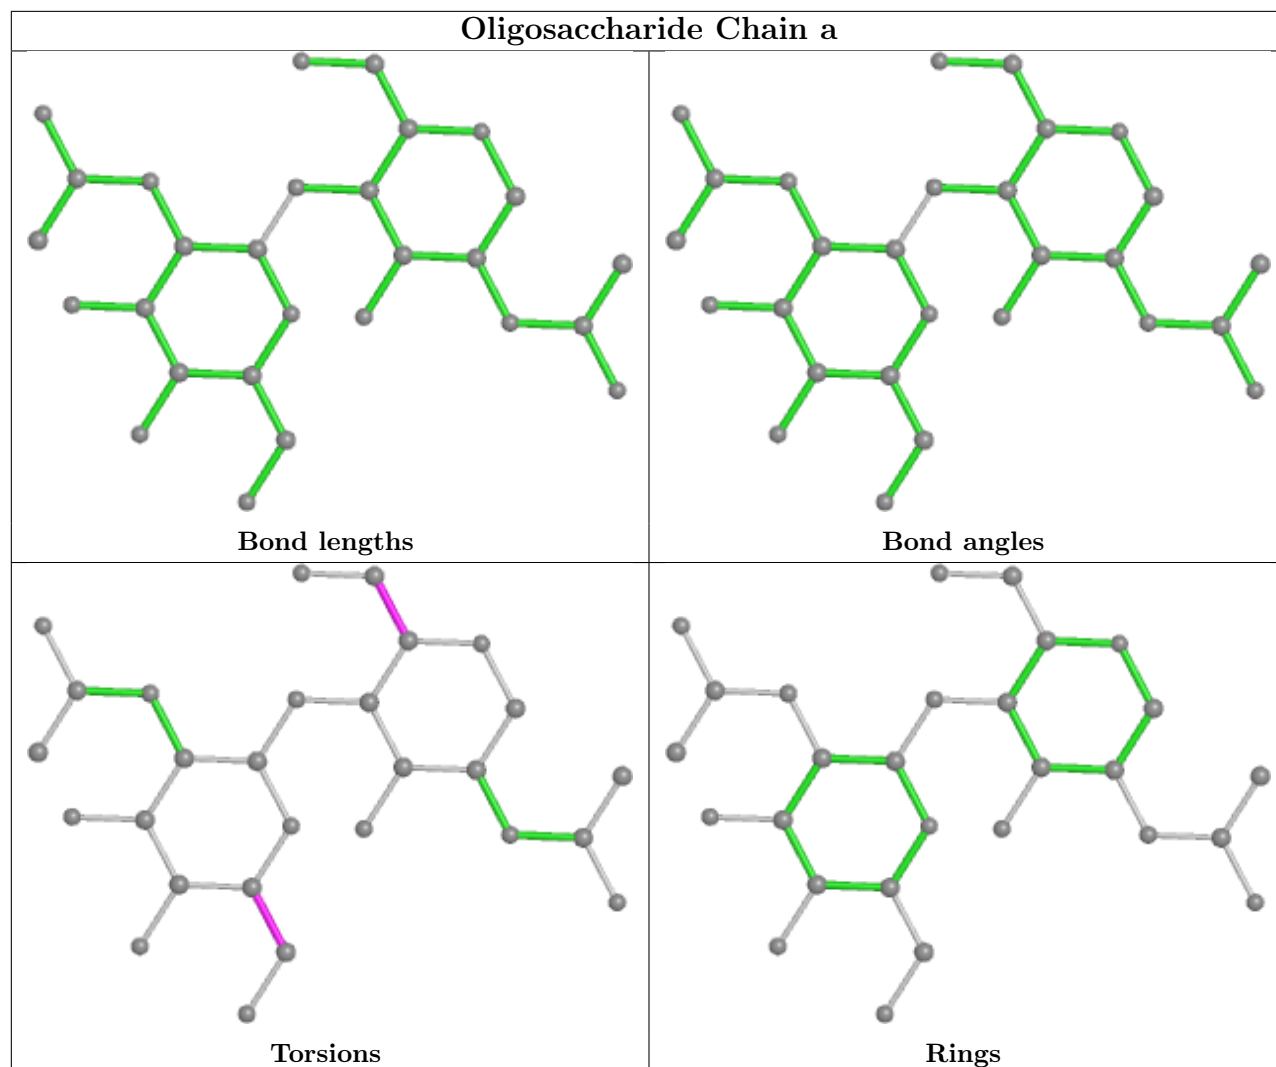 Oligosaccharide Chain a
Bond lengths
Bond angles
Torsions
Rings